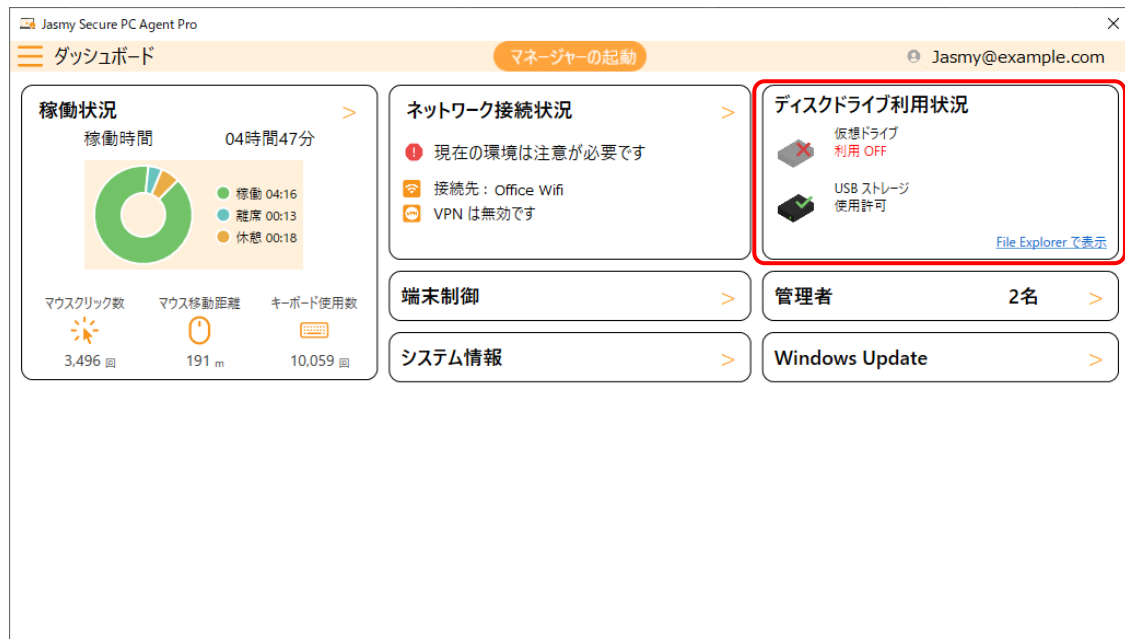 Jasmy Secure PC Agent Pro
ダッシュボード
マネージャーの起動
Jasmy@example.com
稼働状況 >
稼働時間 04時間47分
稼働 04:16
離席 00:13
休憩 00:18
マウスクリック数 マウス移動距離 キーボード使用数
3,496 回 191 m 10,059 回
ネットワーク接続状況 >
現在の環境は注意が必要です
接続先 : Office Wifi
VPN は無効です
ディスクドライブ利用状況
仮想ドライブ
利用 OFF
USB ストレージ
使用許可
File Explorer で表示
端末制御 >
管理者 2名 >
システム情報 >
Windows Update >